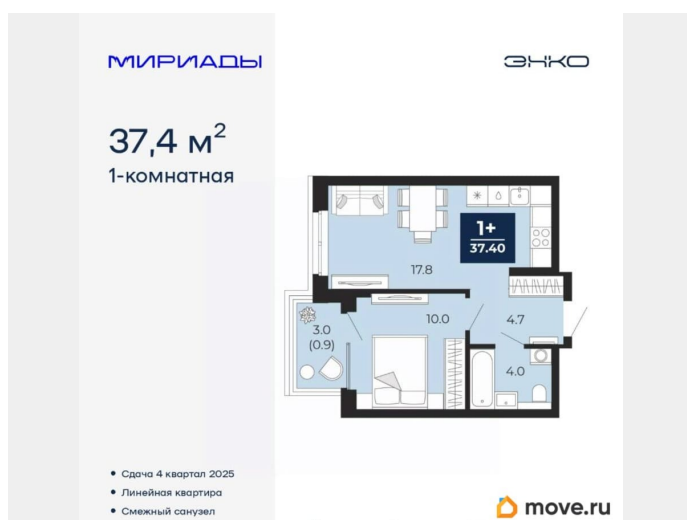 МИРИАДЫ
ЭНКО
37,4 м²
1-комнатная
1+
37.40
17.8
3.0
(0.9)
10.0
4.7
4.0
• Сдача 4 квартал 2025
• Линейная квартира
• Смежный санузел
move.ru